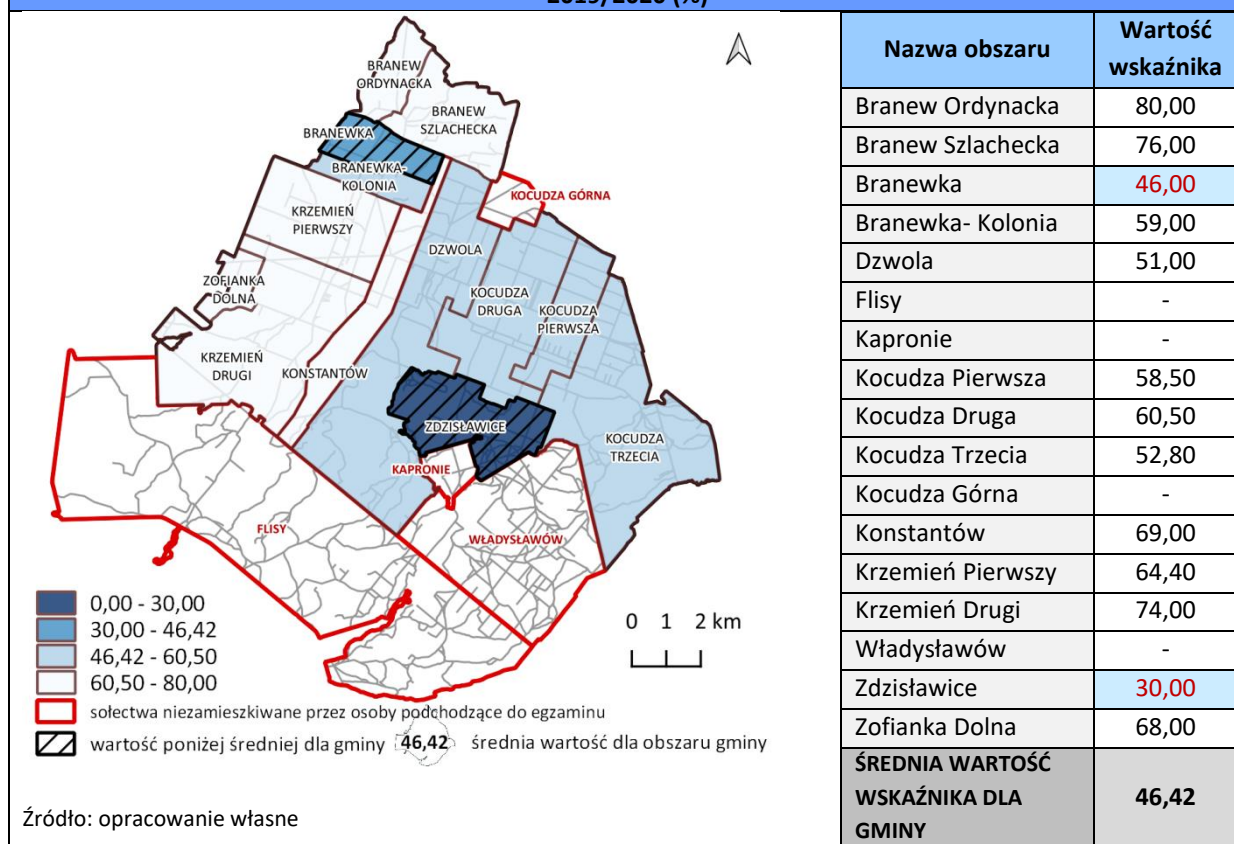 2019/2020 (%)
BRANEW
ORDYNACKA
BRANEW
SZLACHECKA
BRANEWKA
BRANEWKA-
KOLONIA
KOCUDZA GÓRNA
KRZEMIEŃ
PIERWSZY
DZWOLA
ZOFIANKA
DOLNA
KOCUDZA
DRUGA
KOCUDZA
PIERWSZA
KRZEMIEŃ
DRUGI
KONSTANTÓW
ZDZISŁAWICE
KOCUDZA
TRZECIA
KAPRONIE
FLISY
WŁADYSŁAWÓW
0,00 - 30,00
30,00 - 46,42
46,42 - 60,50
60,50 - 80,00
0 1 2 km
sołectwa niezamieszkiwane przez osoby podchodzące do egzaminu
wartość poniżej średniej dla gminy 46,42 średnia wartość dla obszaru gminy
Źródło: opracowanie własne
Nazwa obszaru Wartość
wskaźnika
Branew Ordynacka 80,00
Branew Szlachecka 76,00
Branewka 46,00
Branewka- Kolonia 59,00
Dzwola 51,00
Flisy -
Kapronie -
Kocudza Pierwsza 58,50
Kocudza Druga 60,50
Kocudza Trzecia 52,80
Kocudza Górna -
Konstantów 69,00
Krzemień Pierwszy 64,40
Krzemień Drugi 74,00
Władysławów -
Zdzisławice 30,00
Zofianka Dolna 68,00
ŚREDNIA WARTOŚĆ
WSKAŹNIKA DLA 46,42
GMINY